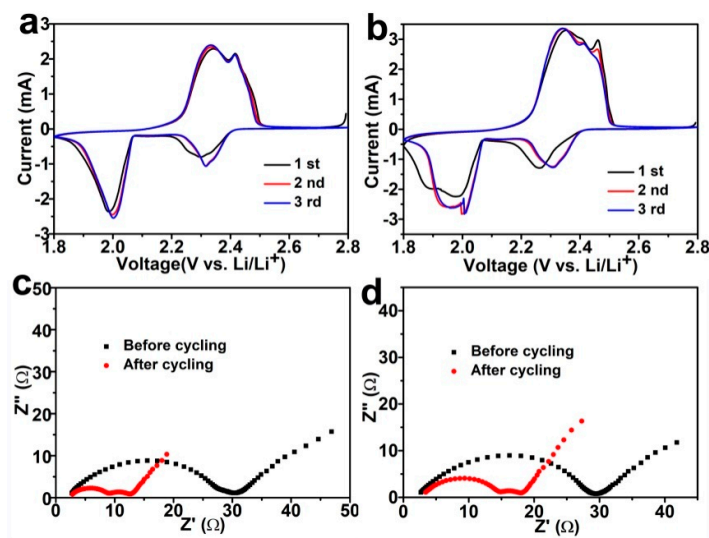 a
Current (mA)
3
2
1
0
-1
-2
-3
1 st
2 nd
3 rd
1.8 2.0 2.2 2.4 2.6 2.8
Voltage(V vs. Li/Li⁺)
b
Current (mA)
3
2
1
0
-1
-2
-3
1 st
2 nd
3 rd
1.8 2.0 2.2 2.4 2.6 2.8
Voltage (V vs. Li/Li⁺)
c
Z" (Ω)
50
40
30
20
10
0
Before cycling
After cycling
0 10 20 30 40 50
Z' (Ω)
d
Z" (Ω)
40
30
20
10
0
Before cycling
After cycling
0 10 20 30 40
Z' (Ω)